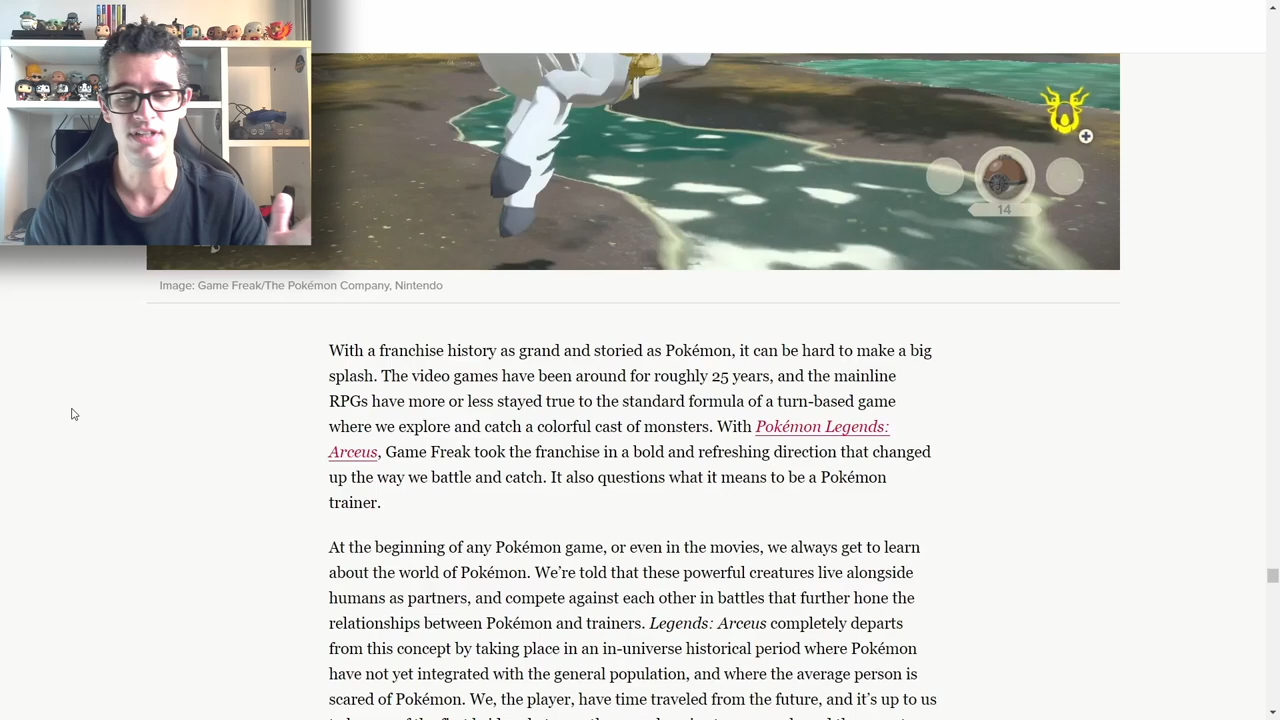 14
Image: Game Freak/The Pokémon Company, Nintendo
With a franchise history as grand and storied as Pokémon, it can be hard to make a big
splash. The video games have been around for roughly 25 years, and the mainline
RPGs have more or less stayed true to the standard formula of a turn-based game
where we explore and catch a colorful cast of monsters. With Pokémon Legends:
Arceus, Game Freak took the franchise in a bold and refreshing direction that changed
up the way we battle and catch. It also questions what it means to be a Pokémon
trainer.
At the beginning of any Pokémon game, or even in the movies, we always get to learn
about the world of Pokémon. We’re told that these powerful creatures live alongside
humans as partners, and compete against each other in battles that further hone the
relationships between Pokémon and trainers. Legends: Arceus completely departs
from this concept by taking place in an in-universe historical period where Pokémon
have not yet integrated with the general population, and where the average person is
scared of Pokémon. We, the player, have time traveled from the future, and it’s up to us